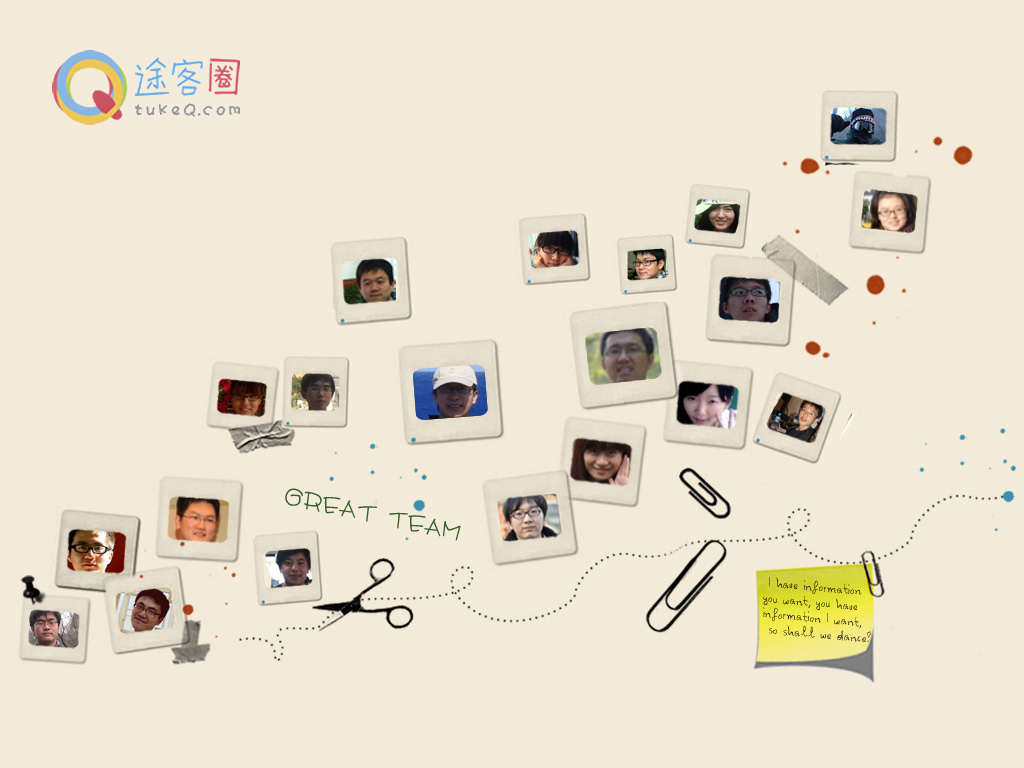 途客圈
tukeQ.com
GREAT TEAM
I have information
you want, you have
information I want,
so shall we dance?